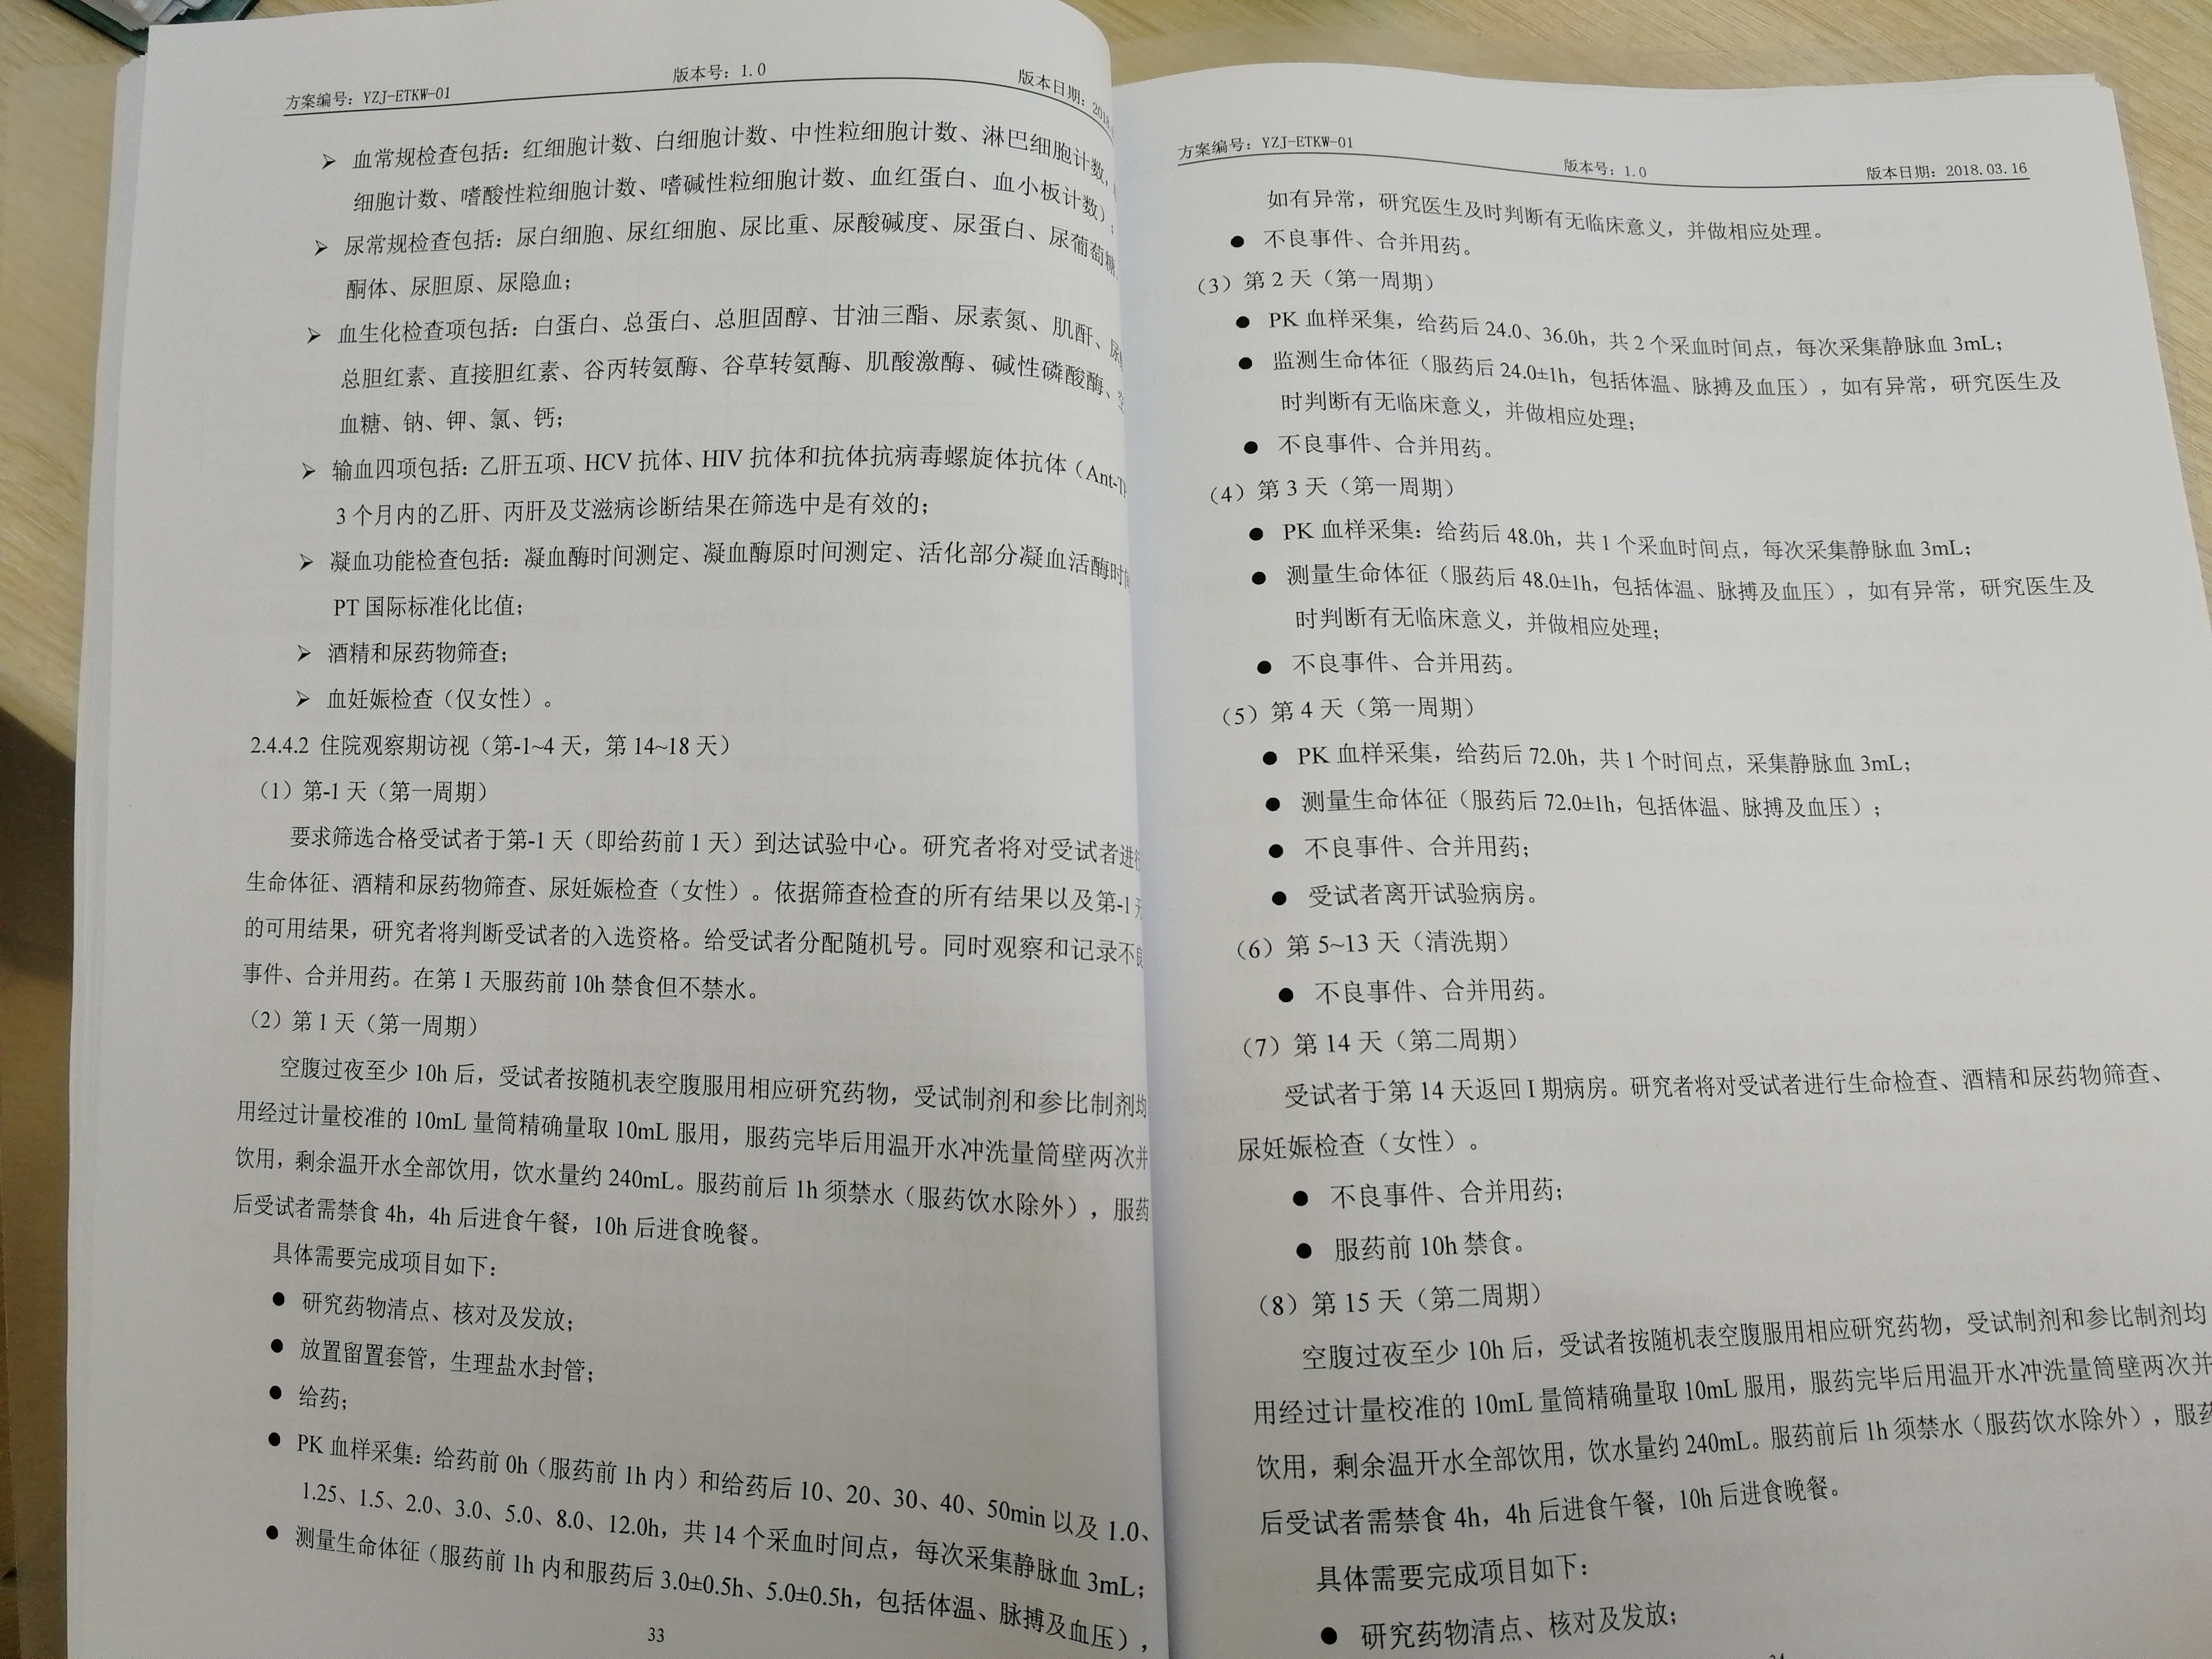 方案编号：YZJ-ETKW-01 版本号：1.0 版本日期：2018.
➢ 血常规检查包括：红细胞计数、白细胞计数、中性粒细胞计数、淋巴细胞计数、
细胞计数、嗜酸性粒细胞计数、嗜碱性粒细胞计数、血红蛋白、血小板计数）；
➢ 尿常规检查包括：尿白细胞、尿红细胞、尿比重、尿酸碱度、尿蛋白、尿葡萄糖、
酮体、尿胆原、尿隐血；
➢ 血生化检查项包括：白蛋白、总蛋白、总胆固醇、甘油三酯、尿素氮、肌酐、
总胆红素、直接胆红素、谷丙转氨酶、谷草转氨酶、肌酸激酶、碱性磷酸酶、
血糖、钠、钾、氯、钙；
➢ 输血四项包括：乙肝五项、HCV 抗体、HIV 抗体和抗体抗病毒螺旋体抗体（Ant-T
3 个月内的乙肝、丙肝及艾滋病诊断结果在筛选中是有效的；
➢ 凝血功能检查包括：凝血酶时间测定、凝血酶原时间测定、活化部分凝血活酶时
PT 国际标准化比值；
➢ 酒精和尿药物筛查；
➢ 血妊娠检查（仅女性）。
2.4.4.2 住院观察期访视（第-1~4 天，第 14~18 天）
（1）第-1 天（第一周期）
要求筛选合格受试者于第-1 天（即给药前 1 天）到达试验中心。研究者将对受试者进行
生命体征、酒精和尿药物筛查、尿妊娠检查（女性）。依据筛查检查的所有结果以及第-1
的可用结果，研究者将判断受试者的入选资格。给受试者分配随机号。同时观察和记录不良
事件、合并用药。在第 1 天服药前 10h 禁食但不禁水。
（2）第 1 天（第一周期）
空腹过夜至少 10h 后，受试者按随机表空腹服用相应研究药物，受试制剂和参比制剂均
用经过计量校准的 10mL 量筒精确量取 10mL 服用，服药完毕后用温开水冲洗量筒壁两次并
饮用，剩余温开水全部饮用，饮水量约 240mL。服药前后 1h 须禁水（服药饮水除外），服药
后受试者需禁食 4h，4h 后进食午餐，10h 后进食晚餐。
具体需要完成项目如下：
● 研究药物清点、核对及发放；
● 放置留置套管，生理盐水封管；
● 给药；
● PK 血样采集：给药前 0h（服药前 1h 内）和给药后 10、20、30、40、50min 以及 1.0、
1.25、1.5、2.0、3.0、5.0、8.0、12.0h，共 14 个采血时间点，每次采集静脉血 3mL；
● 测量生命体征（服药前 1h 内和服药后 3.0±0.5h、5.0±0.5h，包括体温、脉搏及血压），
33
方案编号：YZJ-ETKW-01 版本号：1.0 版本日期：2018.03.16
如有异常，研究医生及时判断有无临床意义，并做相应处理。
● 不良事件、合并用药。
（3）第 2 天（第一周期）
● PK 血样采集，给药后 24.0、36.0h，共 2 个采血时间点，每次采集静脉血 3mL；
● 监测生命体征（服药后 24.0±1h，包括体温、脉搏及血压），如有异常，研究医生及
时判断有无临床意义，并做相应处理；
● 不良事件、合并用药。
（4）第 3 天（第一周期）
● PK 血样采集：给药后 48.0h，共 1 个采血时间点，每次采集静脉血 3mL；
● 测量生命体征（服药后 48.0±1h，包括体温、脉搏及血压），如有异常，研究医生及
时判断有无临床意义，并做相应处理；
● 不良事件、合并用药。
（5）第 4 天（第一周期）
● PK 血样采集，给药后 72.0h，共 1 个时间点，采集静脉血 3mL；
● 测量生命体征（服药后 72.0±1h，包括体温、脉搏及血压）；
● 不良事件、合并用药；
● 受试者离开试验病房。
（6）第 5~13 天（清洗期）
● 不良事件、合并用药。
（7）第 14 天（第二周期）
受试者于第 14 天返回 I 期病房。研究者将对受试者进行生命检查、酒精和尿药物筛查、
尿妊娠检查（女性）。
● 不良事件、合并用药；
● 服药前 10h 禁食。
（8）第 15 天（第二周期）
空腹过夜至少 10h 后，受试者按随机表空腹服用相应研究药物，受试制剂和参比制剂均
用经过计量校准的 10mL 量筒精确量取 10mL 服用，服药完毕后用温开水冲洗量筒壁两次并
饮用，剩余温开水全部饮用，饮水量约 240mL。服药前后 1h 须禁水（服药饮水除外），服药
后受试者需禁食 4h，4h 后进食午餐，10h 后进食晚餐。
具体需要完成项目如下：
● 研究药物清点、核对及发放；